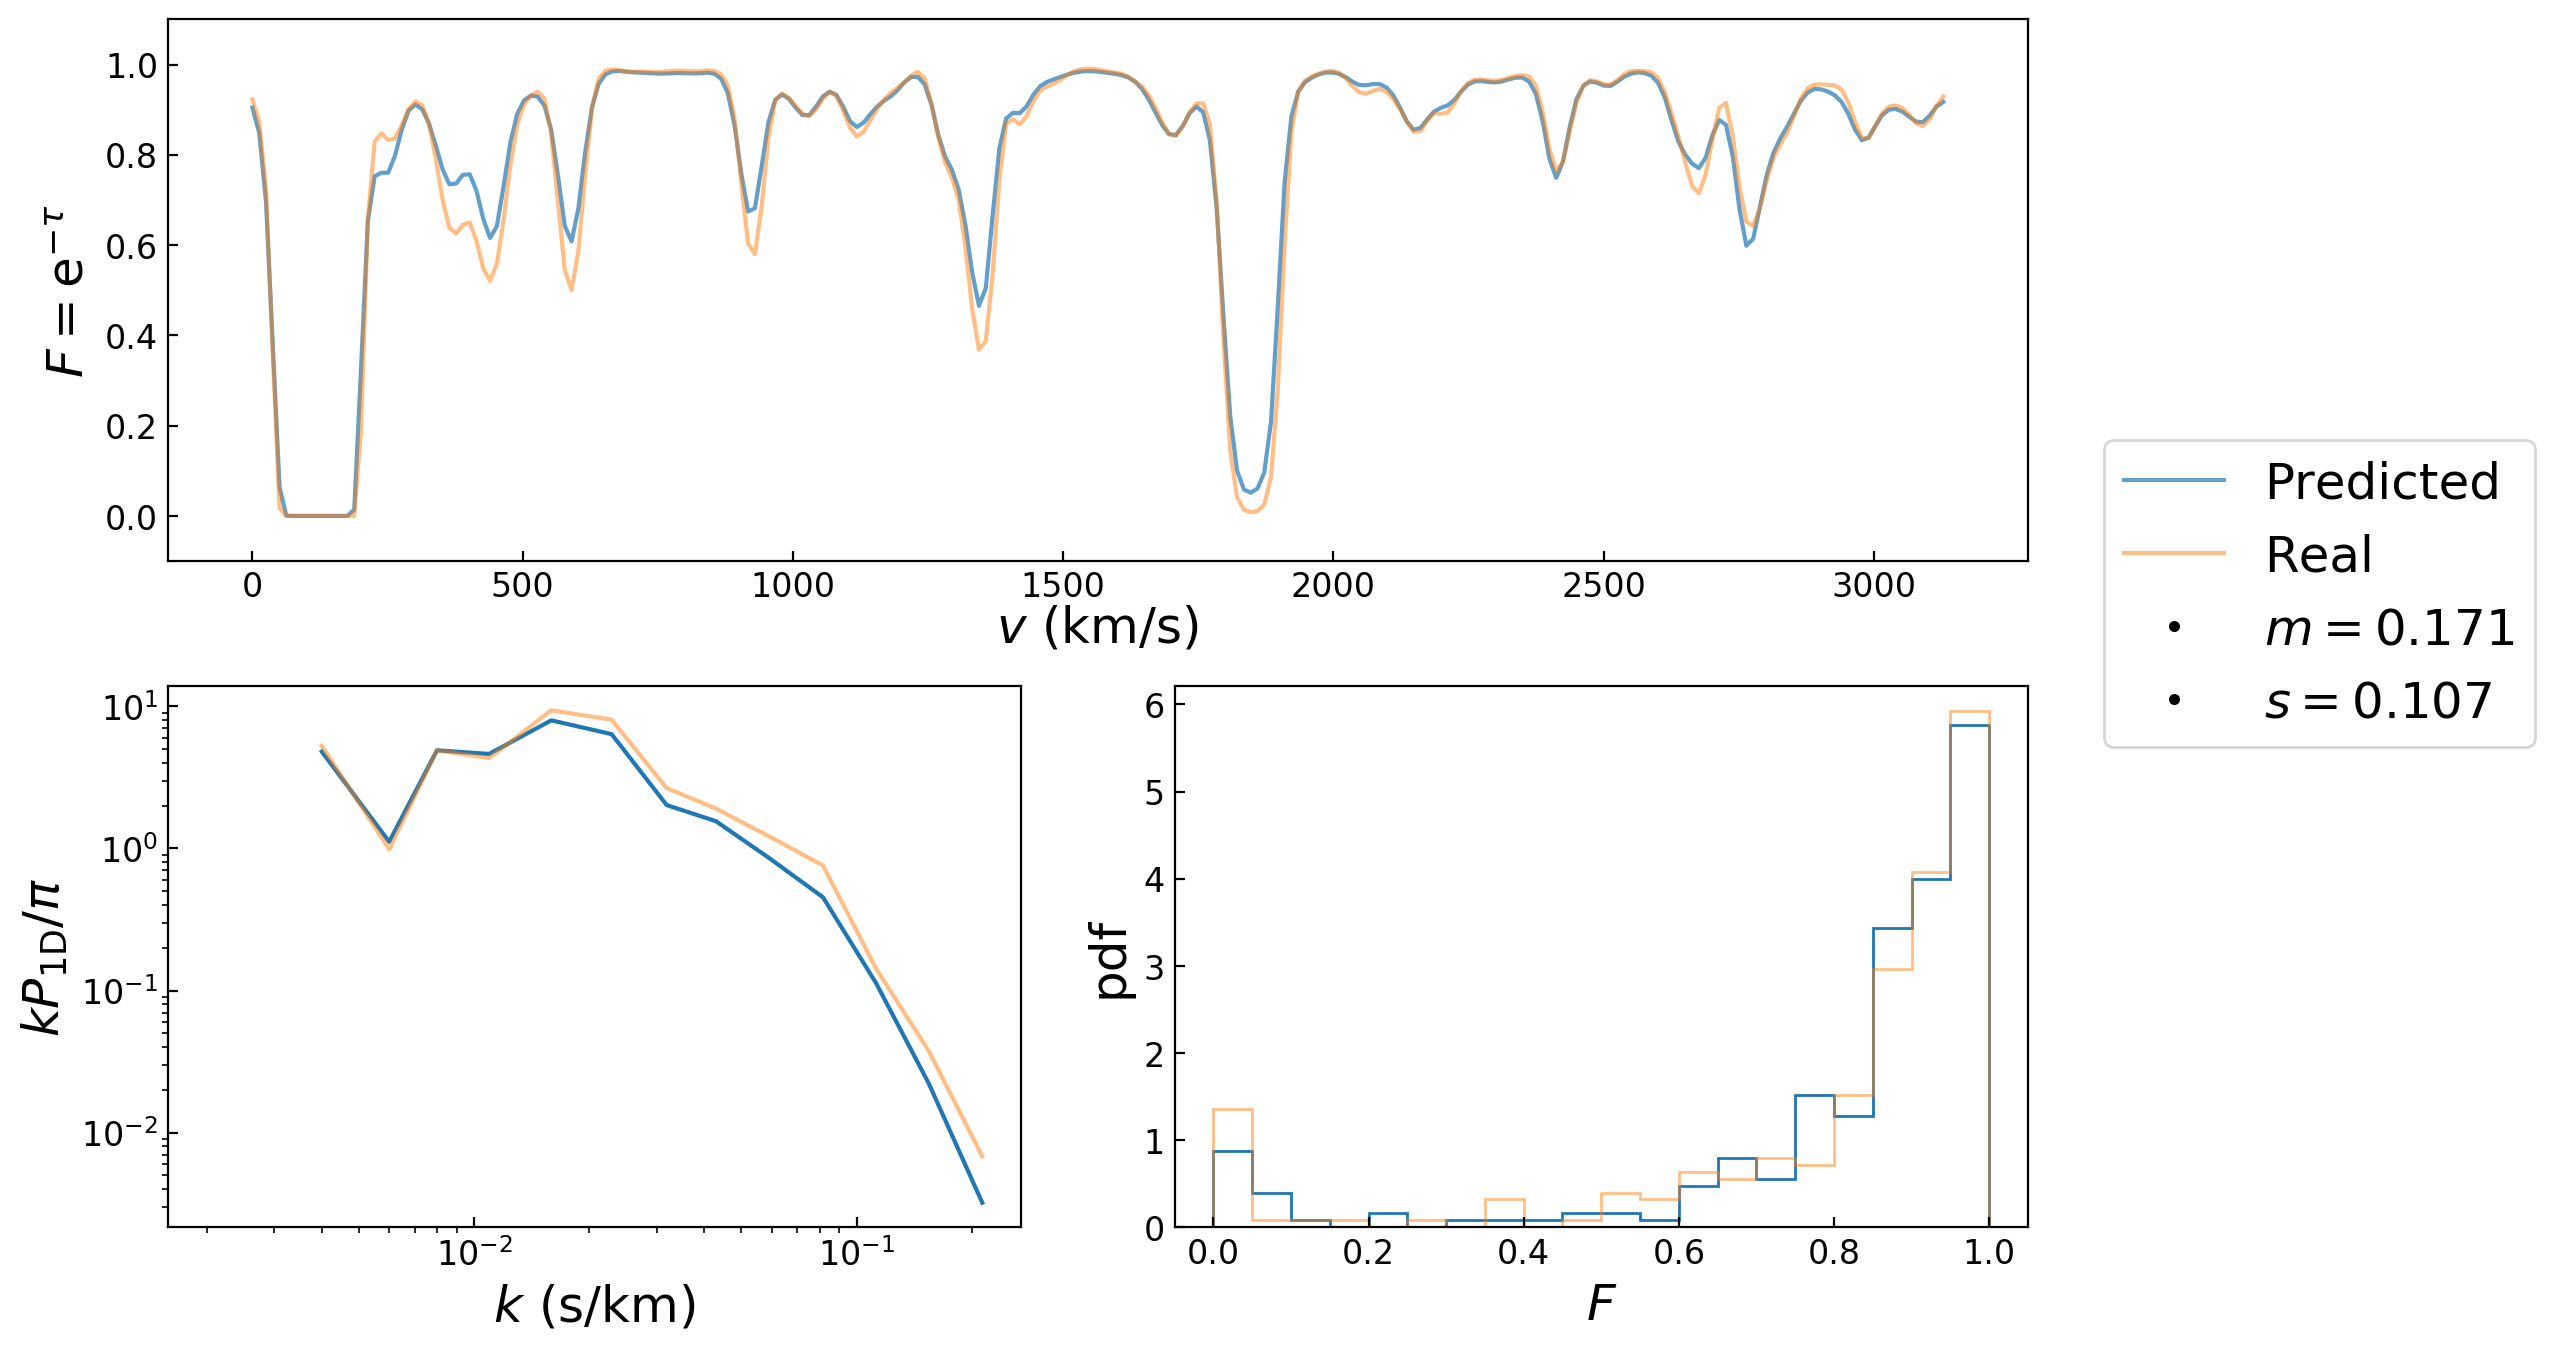 1.0
0.8
0.6
0.4
0.2
0.0
F = e^{−τ}
0 500 1000 1500 2000 2500 3000
v (km/s)
Predicted
Real
m = 0.171
s = 0.107
10^1
10^0
10^{−1}
10^{−2}
kP_{1D}/π
10^{−2} 10^{−1}
k (s/km)
6
5
4
3
2
1
0
pdf
0.0 0.2 0.4 0.6 0.8 1.0
F